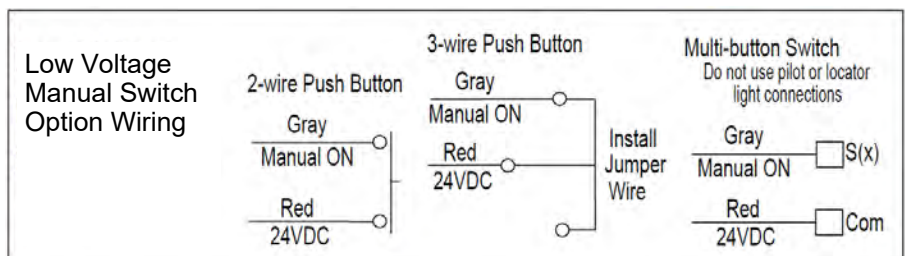 Low Voltage
Manual Switch
Option Wiring
2-wire Push Button
Gray
Manual ON
Red
24VDC
3-wire Push Button
Gray
Manual ON
Red
24VDC
Install
Jumper
Wire
Multi-button Switch
Do not use pilot or locator
light connections
Gray
Manual ON
S(x)
Red
24VDC
Com